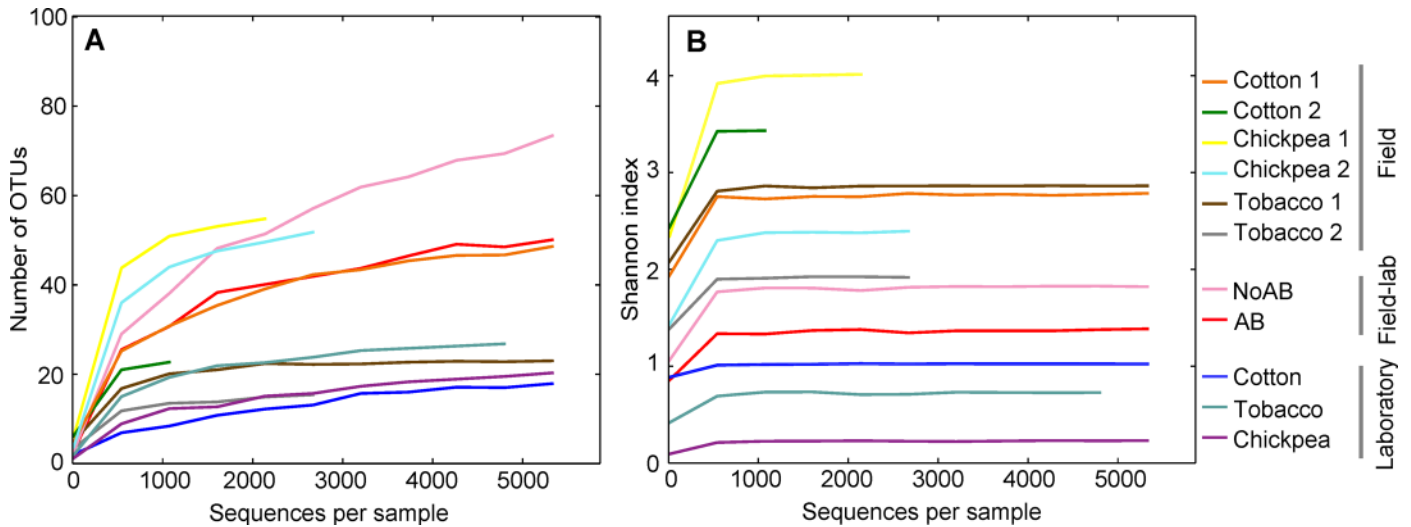 A
Number of OTUs
100
80
60
40
20
0
0 1000 2000 3000 4000 5000
Sequences per sample
B
Shannon index
4
3
2
1
0
0 1000 2000 3000 4000 5000
Sequences per sample
Cotton 1
Cotton 2
Chickpea 1
Chickpea 2
Tobacco 1
Tobacco 2
Field
NoAB
AB
Field-lab
Cotton
Tobacco
Chickpea
Laboratory